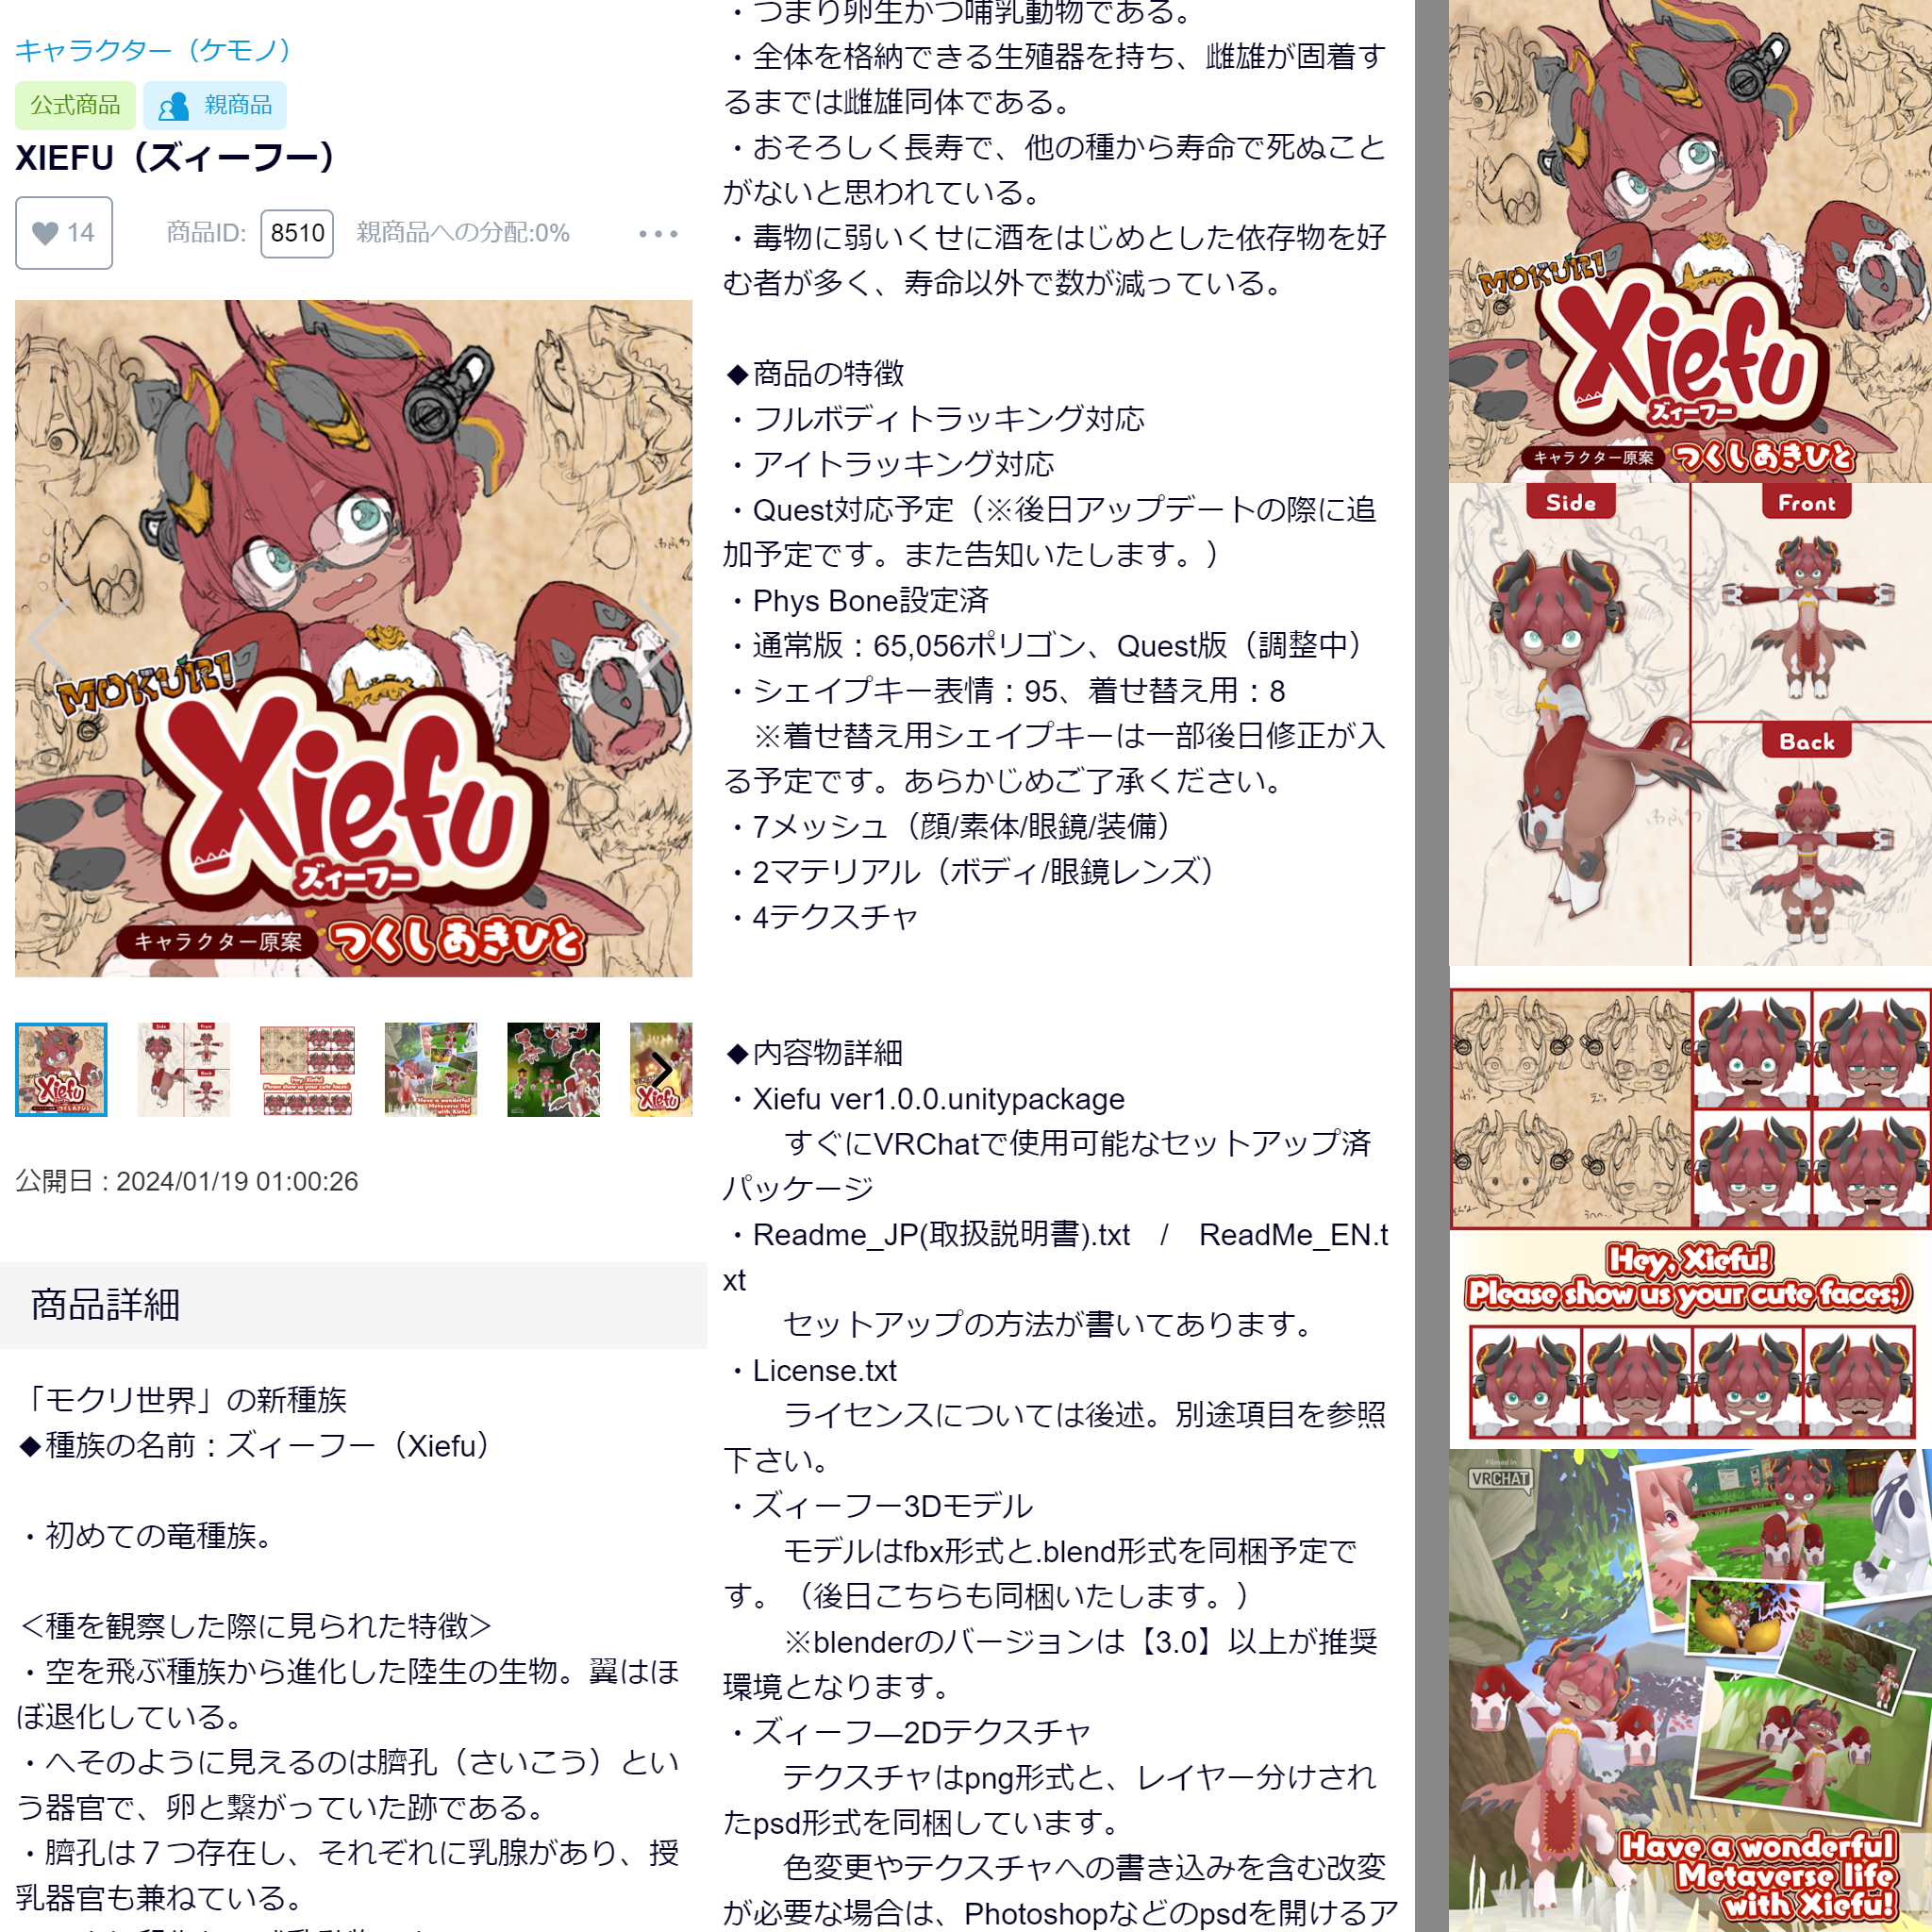 キャラクター（ケモノ）
公式商品
親商品
XIEFU（ズィーフー）
14
商品ID:
8510
親商品への分配:0%
MOKURI
Xiefu
ズィーフー
キャラクター原案
つくしあきひと
公開日 : 2024/01/19 01:00:26
商品詳細
「モクリ世界」の新種族
◆種族の名前：ズィーフー（Xiefu）
・初めての竜種族。
＜種を観察した際に見られた特徴＞
・空を飛ぶ種族から進化した陸生の生物。翼はほ
ぼ退化している。
・へそのように見えるのは臍孔（さいこう）とい
う器官で、卵と繋がっていた跡である。
・臍孔は７つ存在し、それぞれに乳腺があり、授
乳器官も兼ねている。
・つまり卵生かつ哺乳動物である。
・全体を格納できる生殖器を持ち、雌雄が固着す
るまでは雌雄同体である。
・おそろしく長寿で、他の種から寿命で死ぬこと
がないと思われている。
・毒物に弱いくせに酒をはじめとした依存物を好
む者が多く、寿命以外で数が減っている。
◆商品の特徴
・フルボディトラッキング対応
・アイトラッキング対応
・Quest対応予定（※後日アップデートの際に追
加予定です。また告知いたします。）
・Phys Bone設定済
・通常版：65,056ポリゴン、Quest版（調整中）
・シェイプキー表情：95、着せ替え用：8
※着せ替え用シェイプキーは一部後日修正が入
る予定です。あらかじめご了承ください。
・7メッシュ（顔/素体/眼鏡/装備）
・2マテリアル（ボディ/眼鏡レンズ）
・4テクスチャ
◆内容物詳細
・Xiefu ver1.0.0.unitypackage
すぐにVRChatで使用可能なセットアップ済
パッケージ
・Readme_JP(取扱説明書).txt　/　ReadMe_EN.t
xt
セットアップの方法が書いてあります。
・License.txt
ライセンスについては後述。別途項目を参照
下さい。
・ズィーフー3Dモデル
モデルはfbx形式と.blend形式を同梱予定で
す。（後日こちらも同梱いたします。）
※blenderのバージョンは【3.0】以上が推奨
環境となります。
・ズィーフ―2Dテクスチャ
テクスチャはpng形式と、レイヤー分けされ
たpsd形式を同梱しています。
色変更やテクスチャへの書き込みを含む改変
が必要な場合は、Photoshopなどのpsdを開けるア
MOKURI
Xiefu
ズィーフー
キャラクター原案
つくしあきひと
Side
Front
Back
Hey, Xiefu!
Please show us your cute faces;)
Filmed in
VRCHAT
Have a wonderful
Metaverse life
with Xiefu!